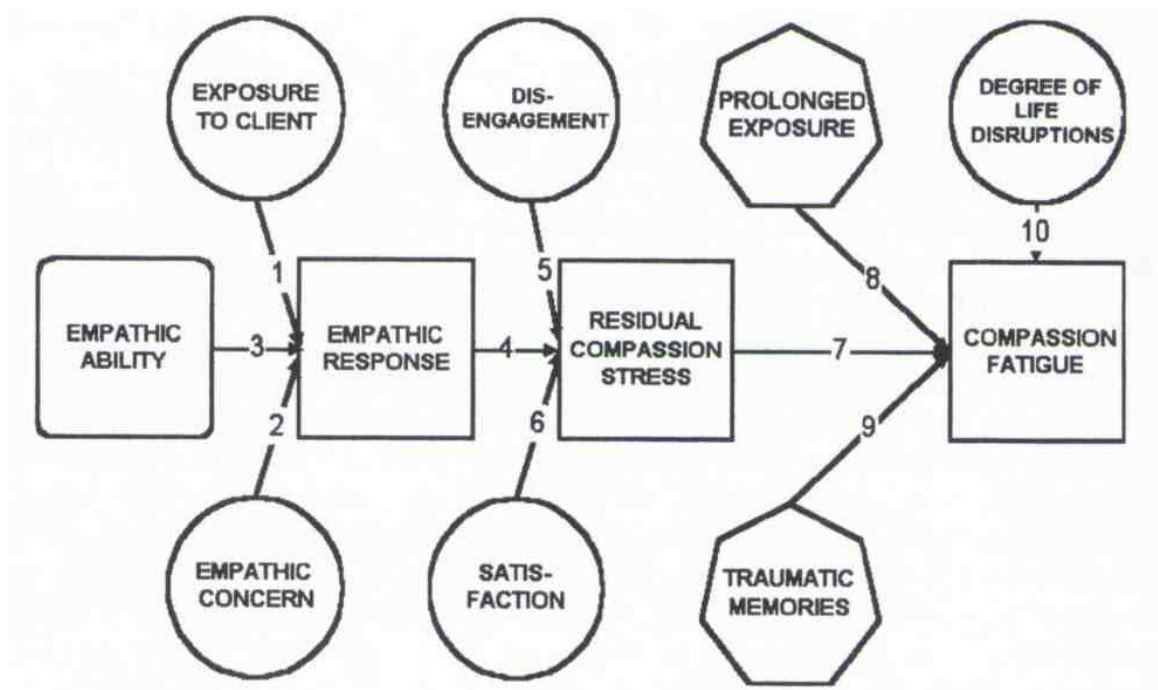 EXPOSURE
TO CLIENT
DIS-
ENGAGEMENT
PROLONGED
EXPOSURE
DEGREE OF
LIFE
DISRUPTIONS
1
5
8
10
EMPATHIC
ABILITY
3
EMPATHIC
RESPONSE
4
RESIDUAL
COMPASSION
STRESS
7
COMPASSION
FATIGUE
2
6
9
EMPATHIC
CONCERN
SATIS-
FACTION
TRAUMATIC
MEMORIES